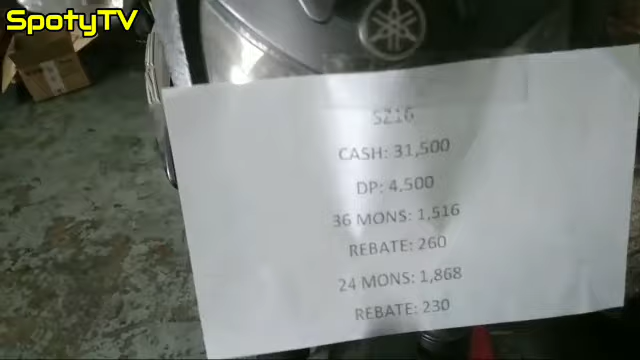 SpotyTV
SZ16
CASH: 31,500
DP: 4,500
36 MONS: 1,516
REBATE: 260
24 MONS: 1,868
REBATE: 230